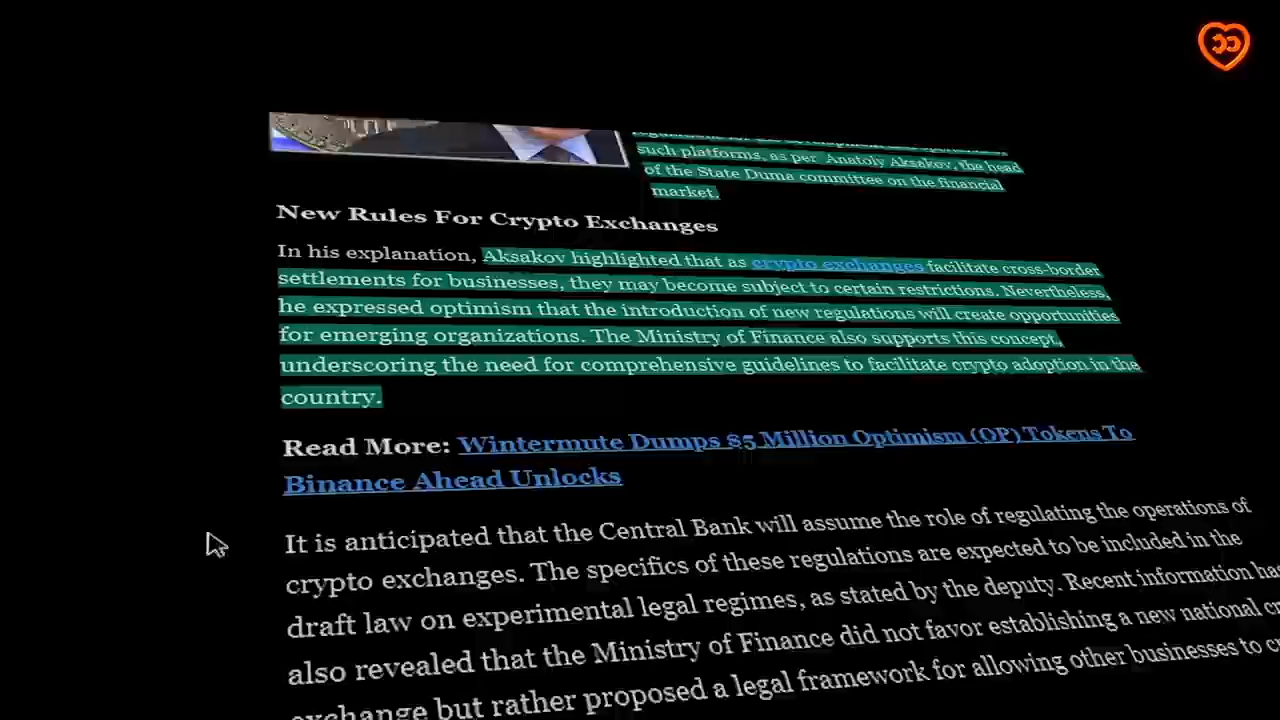 such platforms, as per Anatoly Aksakov, the head
of the State Duma committee on the financial
market.
New Rules For Crypto Exchanges
In his explanation, Aksakov highlighted that as crypto exchanges facilitate cross-border
settlements for businesses, they may become subject to certain restrictions. Nevertheless,
he expressed optimism that the introduction of new regulations will create opportunities
for emerging organizations. The Ministry of Finance also supports this concept,
underscoring the need for comprehensive guidelines to facilitate crypto adoption in the
country.
Read More: Wintermute Dumps $5 Million Optimism (OP) Tokens To
Binance Ahead Unlocks
It is anticipated that the Central Bank will assume the role of regulating the operations of
crypto exchanges. The specifics of these regulations are expected to be included in the
draft law on experimental legal regimes, as stated by the deputy. Recent information has
also revealed that the Ministry of Finance did not favor establishing a new national
exchange but rather proposed a legal framework for allowing other businesses to